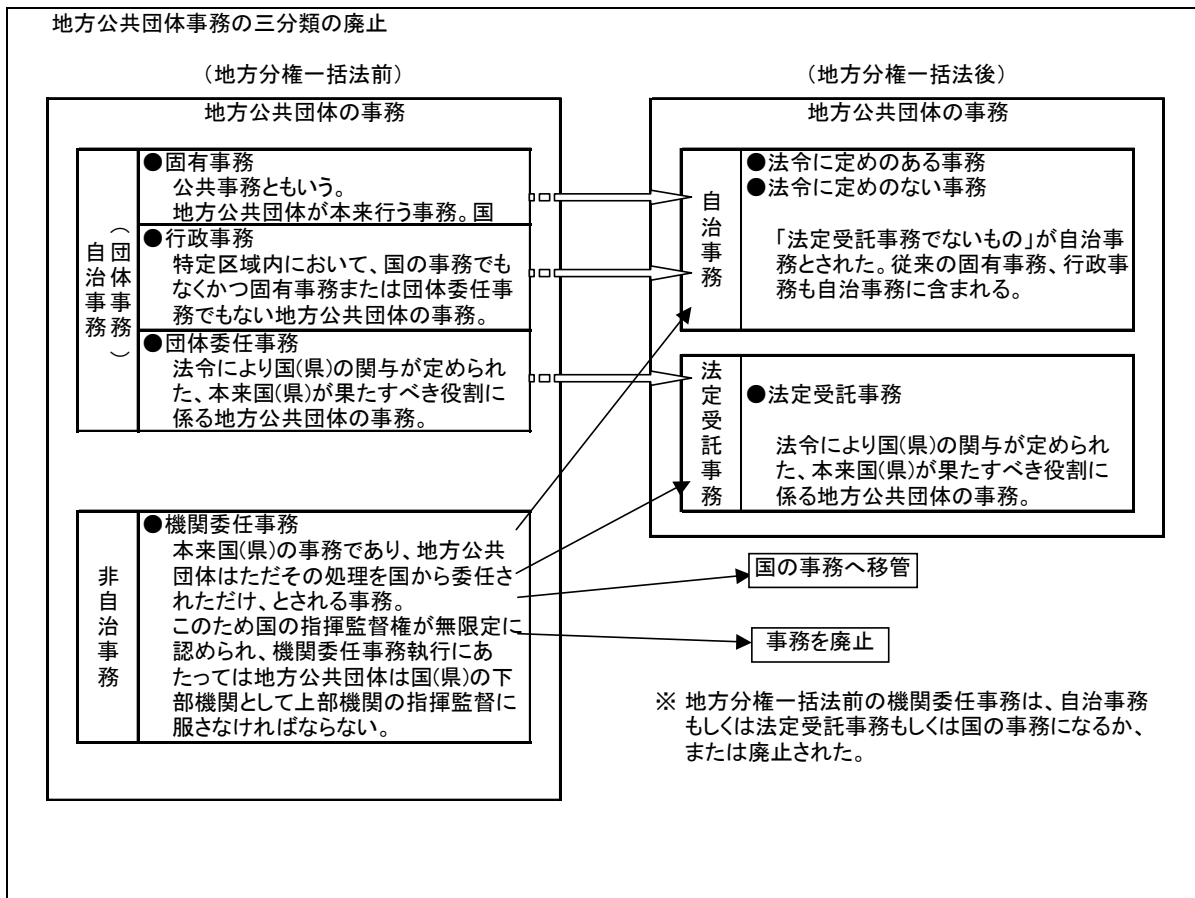 地方公共団体事務の三分類の廃止
(地方分権一括法前)
地方公共団体の事務
自治事務
(団体事務)
●固有事務
公共事務ともいう。
地方公共団体が本来行う事務。国
●行政事務
特定区域内において、国の事務でも
なくかつ固有事務または団体委任事
務でもない地方公共団体の事務。
●団体委任事務
法令により国(県)の関与が定められ
た、本来国(県)が果たすべき役割に
係る地方公共団体の事務。
非自治事務
●機関委任事務
本来国(県)の事務であり、地方公共
団体はただその処理を国から委任さ
れただけ、とされる事務。
このため国の指揮監督権が無限定に
認められ、機関委任事務執行にあ
たっては地方公共団体は国(県)の下
部機関として上部機関の指揮監督に
服さなければならない。
(地方分権一括法後)
地方公共団体の事務
自治事務
●法令に定めのある事務
●法令に定めのない事務
「法定受託事務でないもの」が自治事
務とされた。従来の固有事務、行政事
務も自治事務に含まれる。
法定受託事務
●法定受託事務
法令により国(県)の関与が定められ
た、本来国(県)が果たすべき役割に
係る地方公共団体の事務。
国の事務へ移管
事務を廃止
※ 地方分権一括法前の機関委任事務は、自治事務
もしくは法定受託事務もしくは国の事務になるか、
または廃止された。